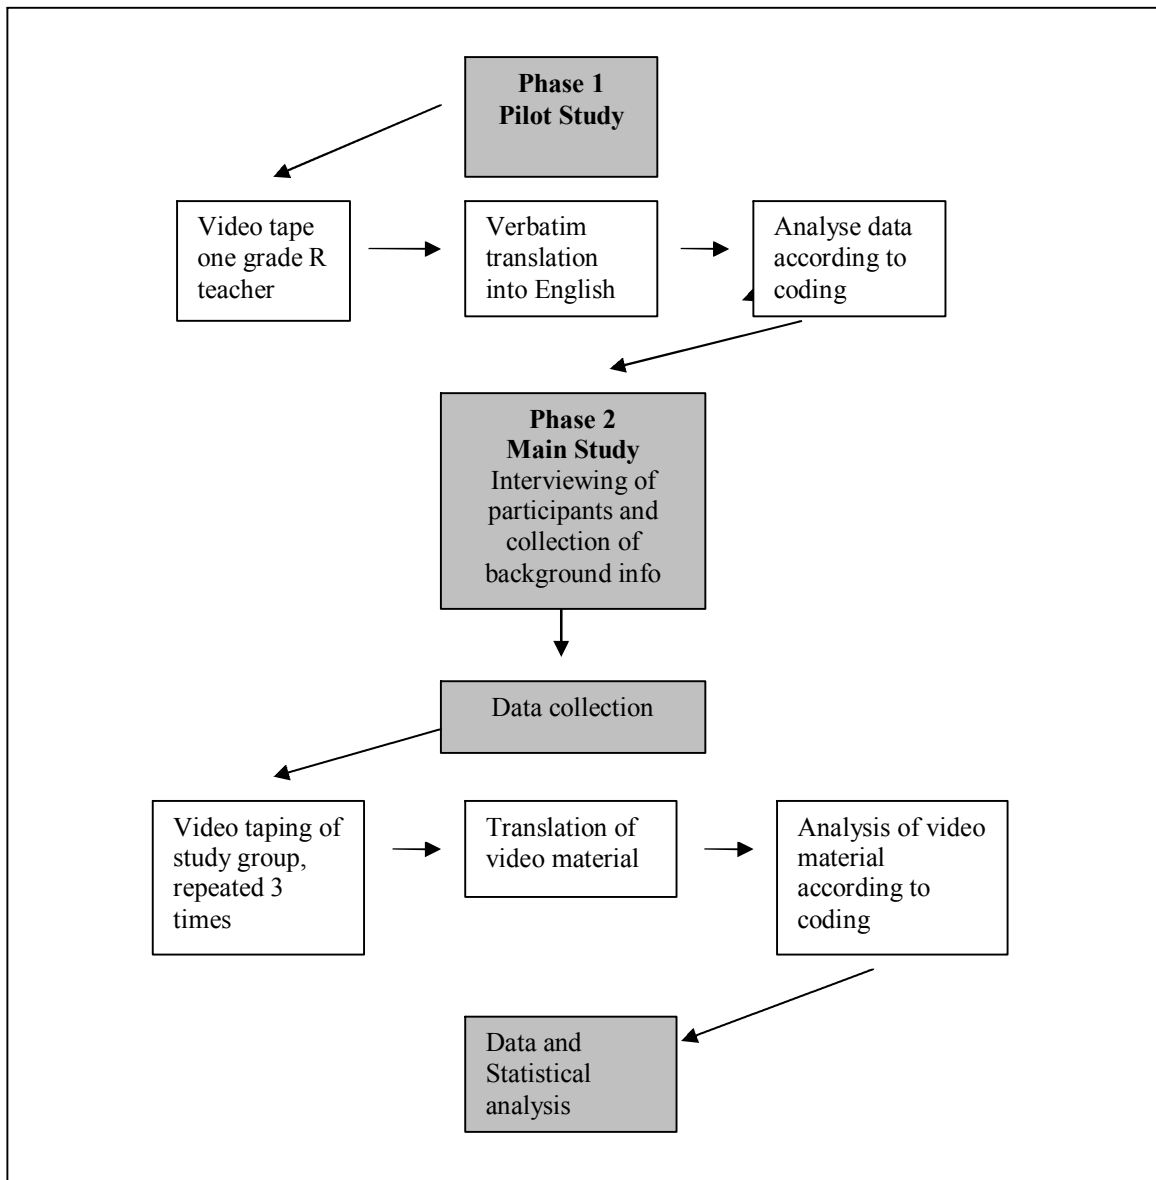 Phase 1
Pilot Study
Video tape
one grade R
teacher
Verbatim
translation
into English
Analyse data
according to
coding
Phase 2
Main Study
Interviewing of
participants and
collection of
background info
Data collection
Video taping of
study group,
repeated 3
times
Translation of
video material
Analysis of video
material
according to
coding
Data and
Statistical
analysis